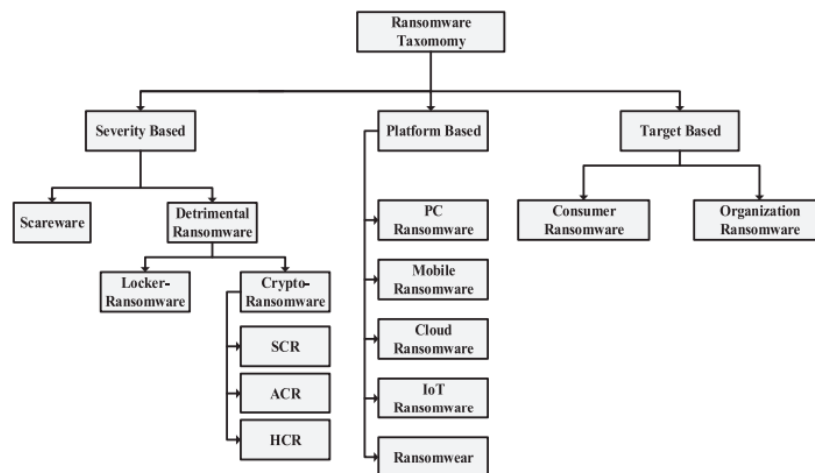 Ransomware
Taxomomy
Severity Based
Platform Based
Target Based
Scareware
Detrimental
Ransomware
PC
Ransomware
Consumer
Ransomware
Organization
Ransomware
Locker-
Ransomware
Crypto-
Ransomware
Mobile
Ransomware
SCR
Cloud
Ransomware
ACR
IoT
Ransomware
HCR
Ransomwear